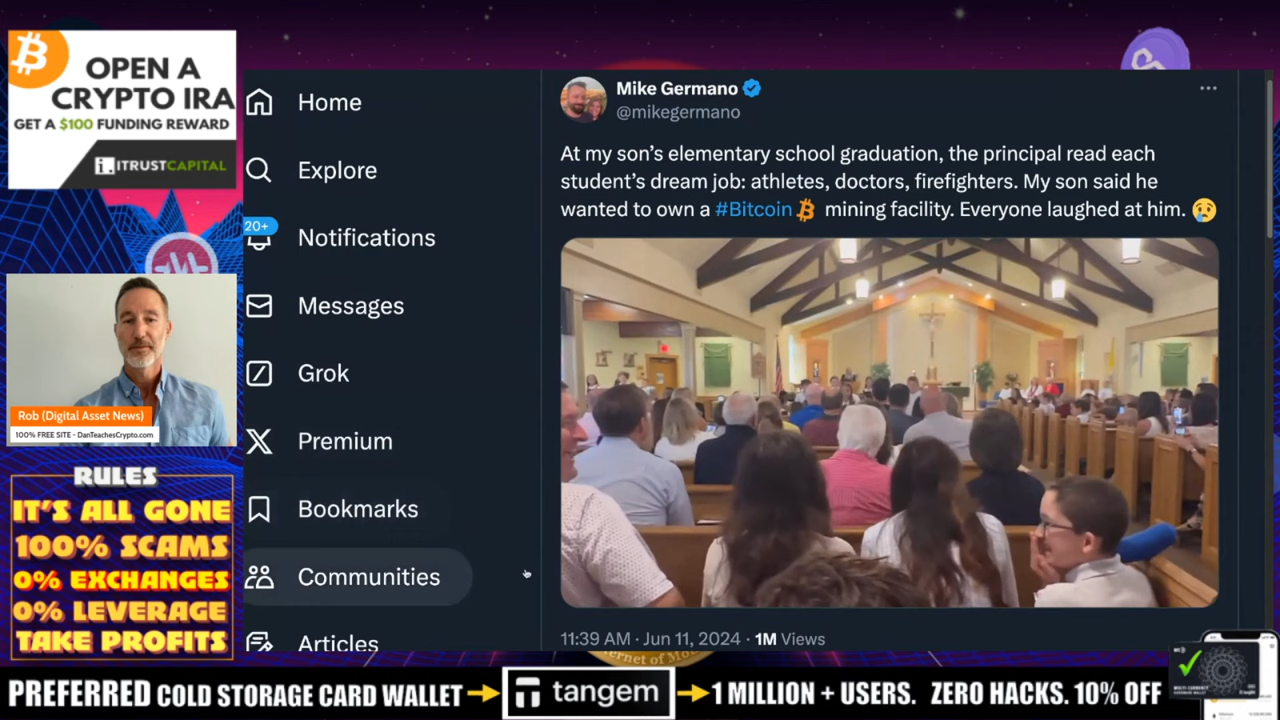 OPEN A
CRYPTO IRA
GET A $100 FUNDING REWARD
ITRUSTCAPITAL
Rob (Digital Asset News)
100% FREE SITE - DanTeachesCrypto.com
RULES
IT'S ALL GONE
100% SCAMS
0% EXCHANGES
0% LEVERAGE
TAKE PROFITS
Home
Explore
20+
Notifications
Messages
Grok
Premium
Bookmarks
Communities
Articles
Mike Germano
@mikegermano
At my son’s elementary school graduation, the principal read each
student’s dream job: athletes, doctors, firefighters. My son said he
wanted to own a #Bitcoin mining facility. Everyone laughed at him. 😢
11:39 AM · Jun 11, 2024 · 1M Views
PREFERRED COLD STORAGE CARD WALLET tangem 1 MILLION + USERS. ZERO HACKS. 10% OFF